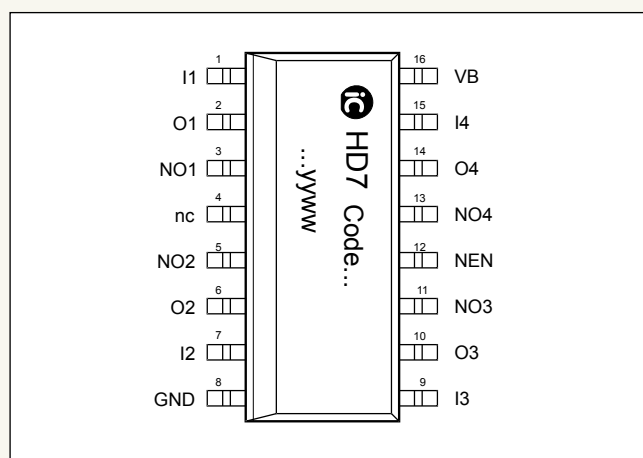 1 16
I1 VB
2 15
O1 I4
3 14
NO1 O4
4 13
nc NO4
5 12
NO2 NEN
6 11
O2 NO3
7 10
I2 O3
8 9
GND I3
iC HD7 Code...
...yyww